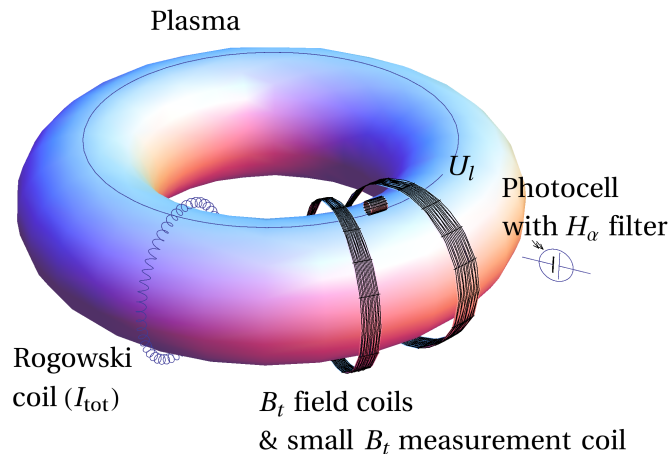 Plasma
U_l
Photocell
with H_α filter
Rogowski
coil (I_tot)
B_t field coils
& small B_t measurement coil